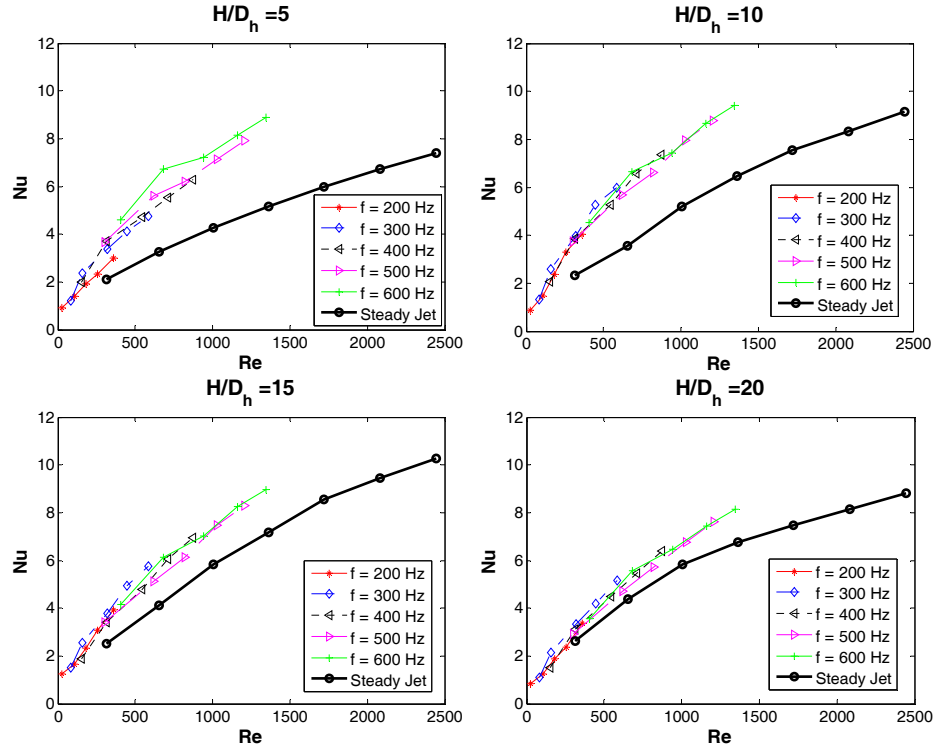 H/D_h =5
12
10
8
6
4
2
0
Nu
0 500 1000 1500 2000 2500
Re
f = 200 Hz
f = 300 Hz
f = 400 Hz
f = 500 Hz
f = 600 Hz
Steady Jet
H/D_h =10
12
10
8
6
4
2
0
Nu
0 500 1000 1500 2000 2500
Re
f = 200 Hz
f = 300 Hz
f = 400 Hz
f = 500 Hz
f = 600 Hz
Steady Jet
H/D_h =15
12
10
8
6
4
2
0
Nu
0 500 1000 1500 2000 2500
Re
f = 200 Hz
f = 300 Hz
f = 400 Hz
f = 500 Hz
f = 600 Hz
Steady Jet
H/D_h =20
12
10
8
6
4
2
0
Nu
0 500 1000 1500 2000 2500
Re
f = 200 Hz
f = 300 Hz
f = 400 Hz
f = 500 Hz
f = 600 Hz
Steady Jet